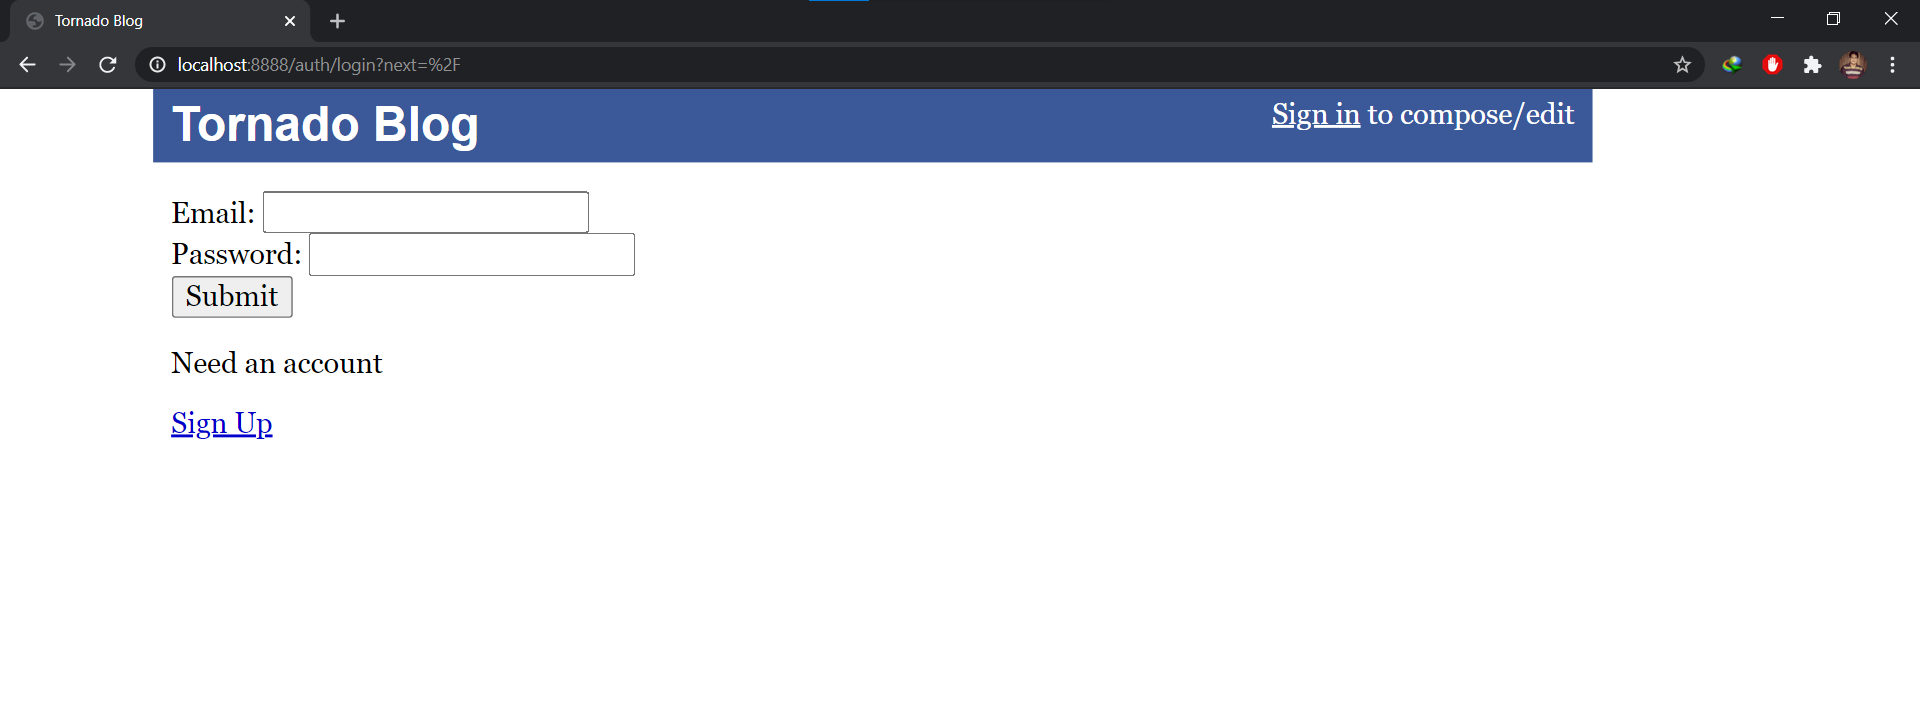 Tornado Blog
localhost:8888/auth/login?next=%2F
Tornado Blog
Sign in to compose/edit
Email:
Password:
Submit
Need an account
Sign Up